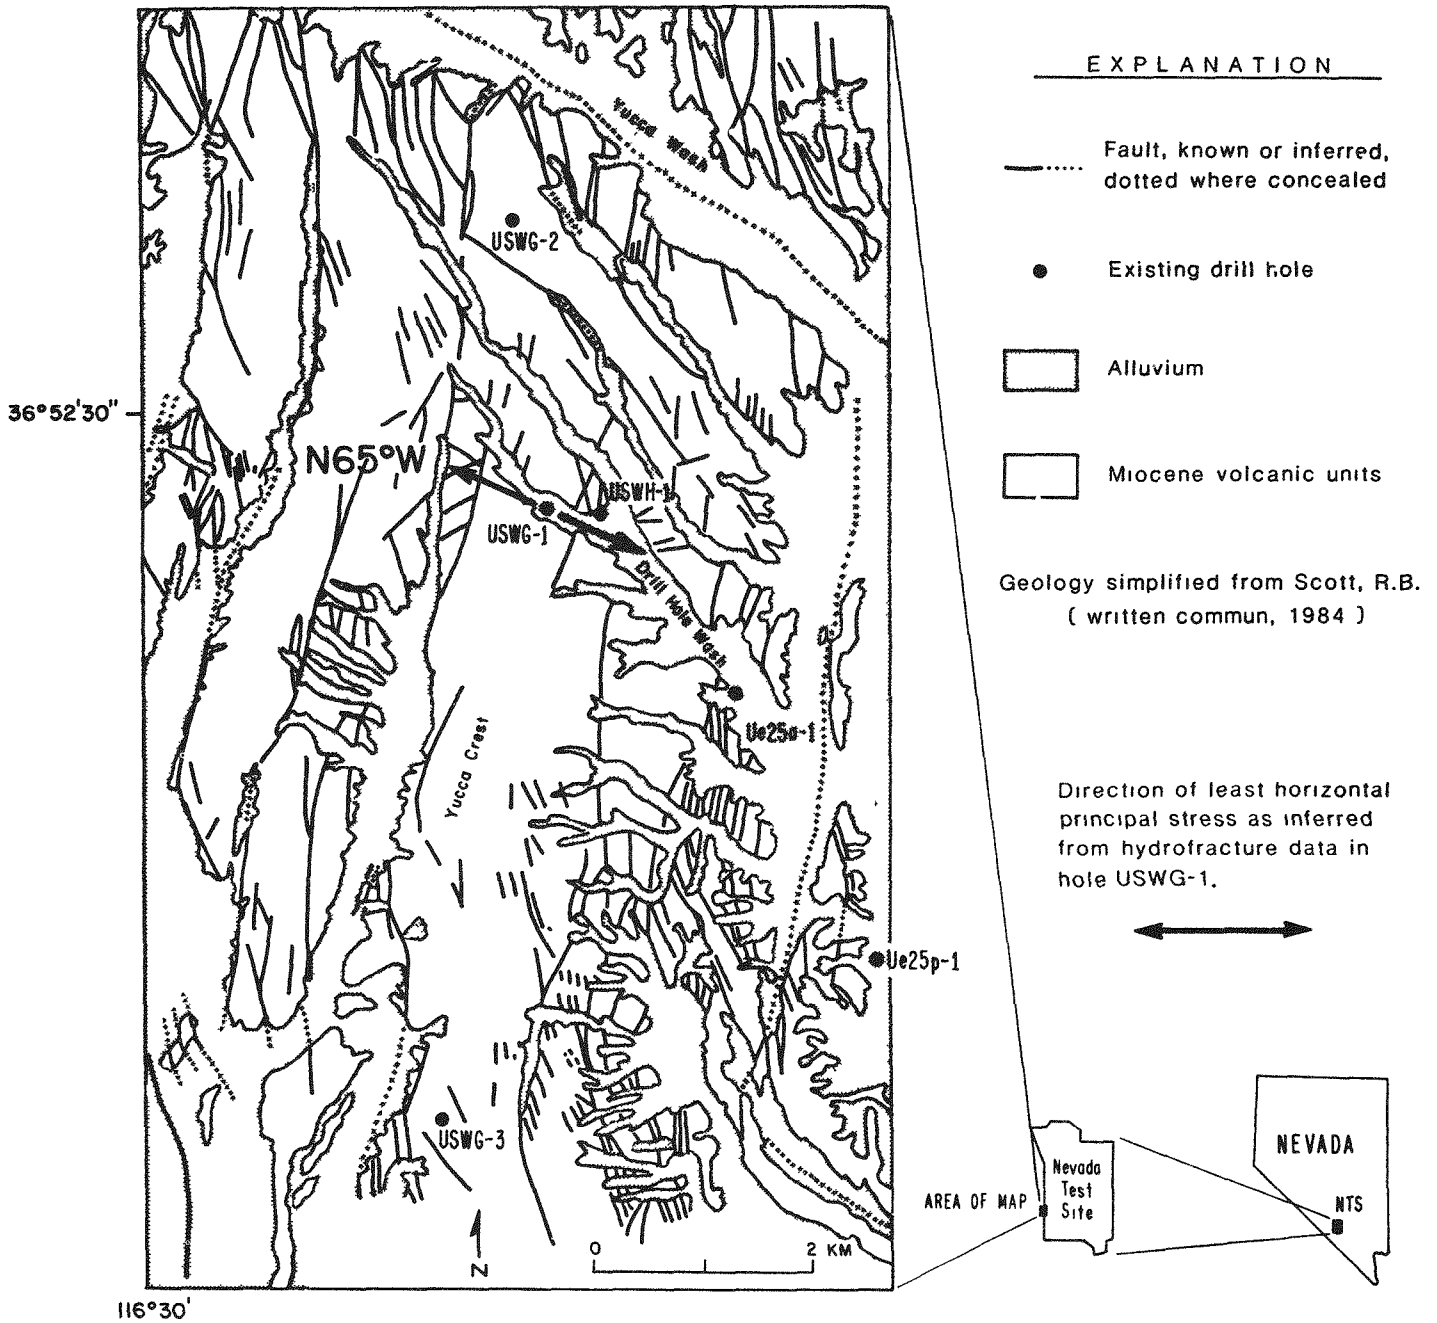 EXPLANATION
Fault, known or inferred,
dotted where concealed
Existing drill hole
Alluvium
Miocene volcanic units
Geology simplified from Scott, R.B.
( written commun, 1984 )
Direction of least horizontal
principal stress as inferred
from hydrofracture data in
hole USWG-1.
Yucca Wash
USWG-2
36°52'30"
N65°W
USWH-1
USWG-1
Drill Hole Wash
Ue25a-1
Yucca Crest
Ue25p-1
USWG-3
N
0 2 KM
116°30'
AREA OF MAP
Nevada
Test
Site
NEVADA
NTS